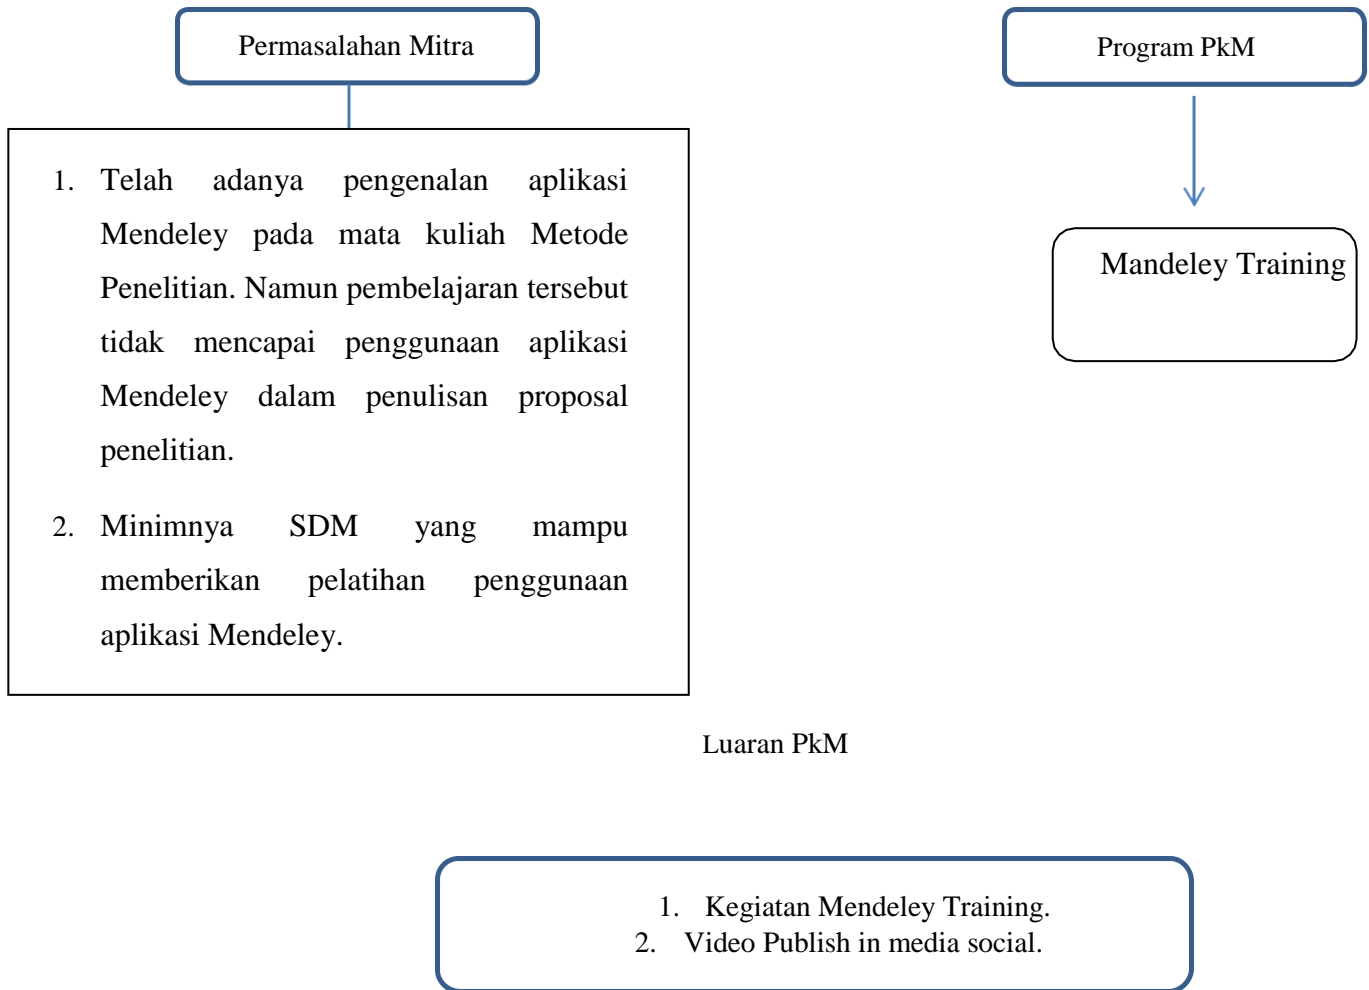 Permasalahan Mitra
Program PkM
1. Telah adanya pengenalan aplikasi
Mendeley pada mata kuliah Metode
Penelitian. Namun pembelajaran tersebut
tidak mencapai penggunaan aplikasi
Mendeley dalam penulisan proposal
penelitian.
2. Minimnya SDM yang mampu
memberikan pelatihan penggunaan
aplikasi Mendeley.
Mandeley Training
Luaran PkM
1. Kegiatan Mendeley Training.
2. Video Publish in media social.